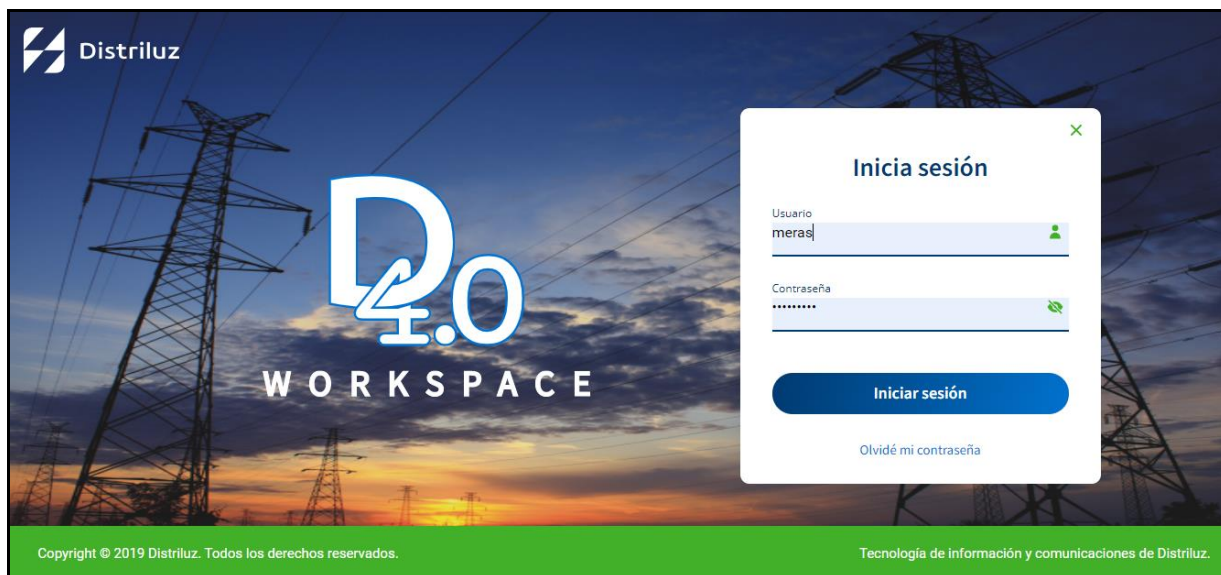 Distriluz
D4.0
WORKSPACE
Inicia sesión
Usuario
meras
Contraseña
•••••••••
Iniciar sesión
Olvidé mi contraseña
Copyright © 2019 Distriluz. Todos los derechos reservados.
Tecnología de información y comunicaciones de Distriluz.